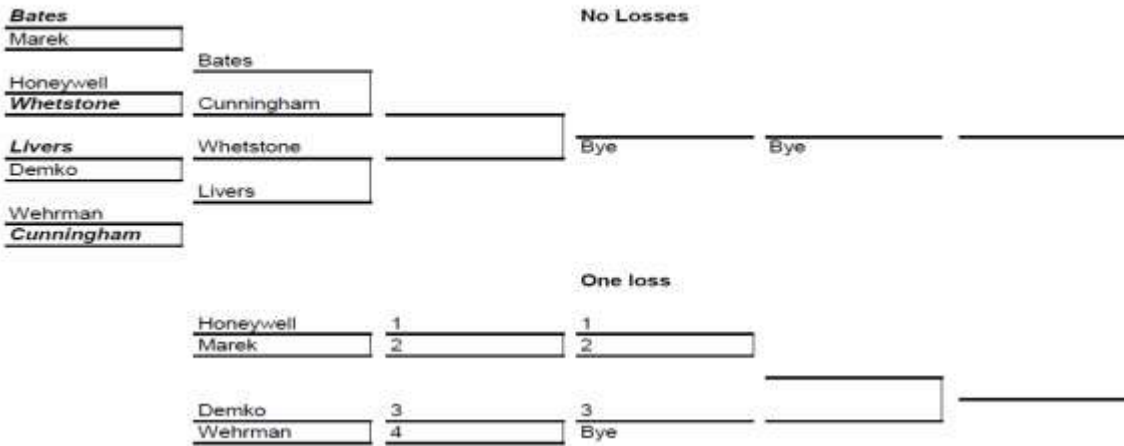 Bates
No Losses
Marek
Bates
Honeywell
Whetstone
Cunningham
Livers
Whetstone
Bye
Bye
Demko
Livers
Wehrman
Cunningham
One loss
Honeywell
1
1
Marek
2
2
Demko
3
3
Wehrman
4
Bye